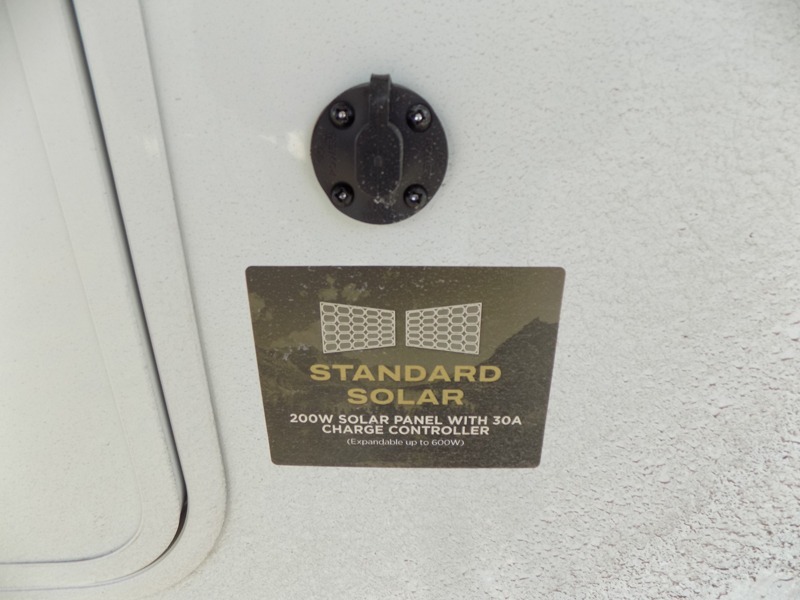 STANDARD
SOLAR
200W SOLAR PANEL WITH 30A
CHARGE CONTROLLER
(Expandable up to 600W)